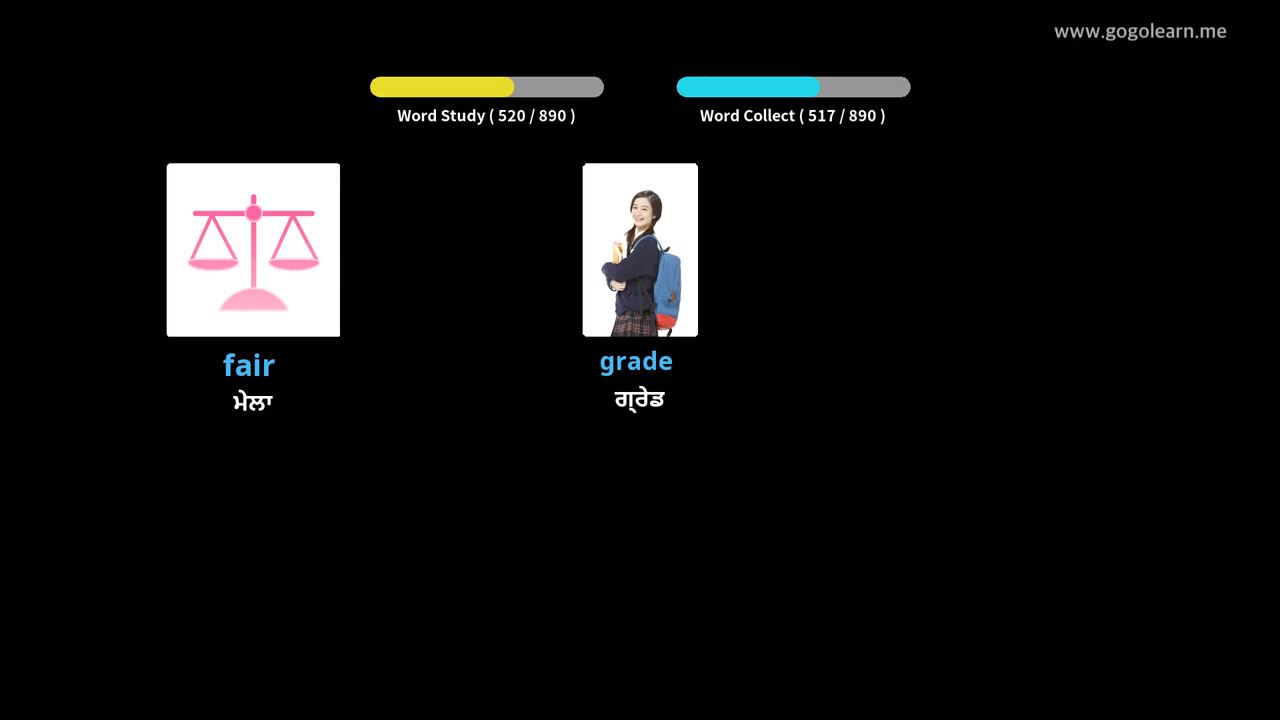 www.gogolearn.me
Word Study ( 520 / 890 )
Word Collect ( 517 / 890 )
fair
ਮੇਲਾ
grade
ਗ੍ਰੇਡ